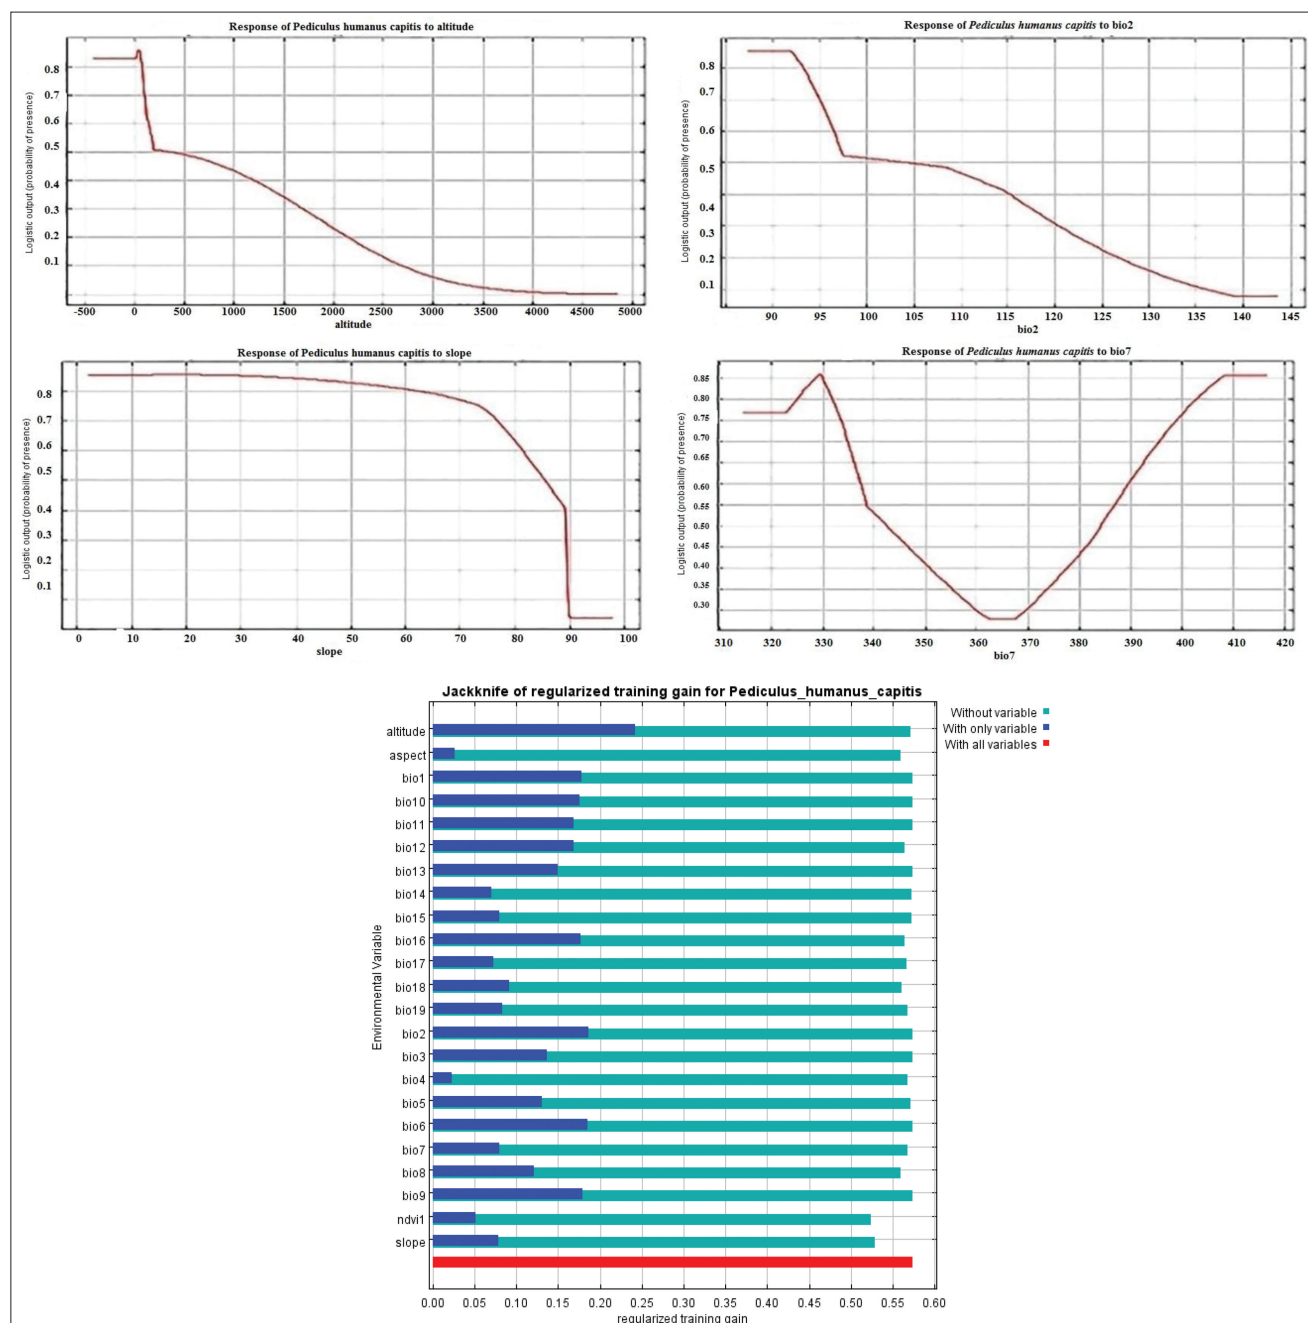 Response of Pediculus humanus capitis to altitude
Logistic output (probability of presence)
0.8
0.7
0.6
0.5
0.4
0.3
0.2
0.1
-500 0 500 1000 1500 2000 2500 3000 3500 4000 4500 5000
altitude
Response of Pediculus humanus capitis to bio2
Logistic output (probability of presence)
0.8
0.7
0.6
0.5
0.4
0.3
0.2
0.1
90 95 100 105 110 115 120 125 130 135 140 145
bio2
Response of Pediculus humanus capitis to slope
Logistic output (probability of presence)
0.8
0.7
0.6
0.5
0.4
0.3
0.2
0.1
0 10 20 30 40 50 60 70 80 90 100
slope
Response of Pediculus humanus capitis to bio7
Logistic output (probability of presence)
0.85
0.80
0.75
0.70
0.65
0.60
0.55
0.50
0.45
0.40
0.35
0.30
310 320 330 340 350 360 370 380 390 400 410 420
bio7
Jackknife of regularized training gain for Pediculus_humanus_capitis
Without variable
With only variable
With all variables
Environmental Variable
altitude
aspect
bio1
bio10
bio11
bio12
bio13
bio14
bio15
bio16
bio17
bio18
bio19
bio2
bio3
bio4
bio5
bio6
bio7
bio8
bio9
ndvi1
slope
0.00 0.05 0.10 0.15 0.20 0.25 0.30 0.35 0.40 0.45 0.50 0.55 0.60
regularized training gain